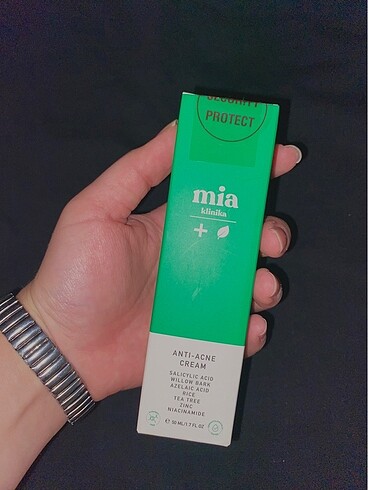 SECURITY
PROTECT
mia
klinika
ANTI-ACNE
CREAM
SALICYLIC ACID
WILLOW BARK
AZELAIC ACID
RICE
TEA TREE
ZINC
NIACINAMIDE
℮ 50 ML/1.7 FL OZ